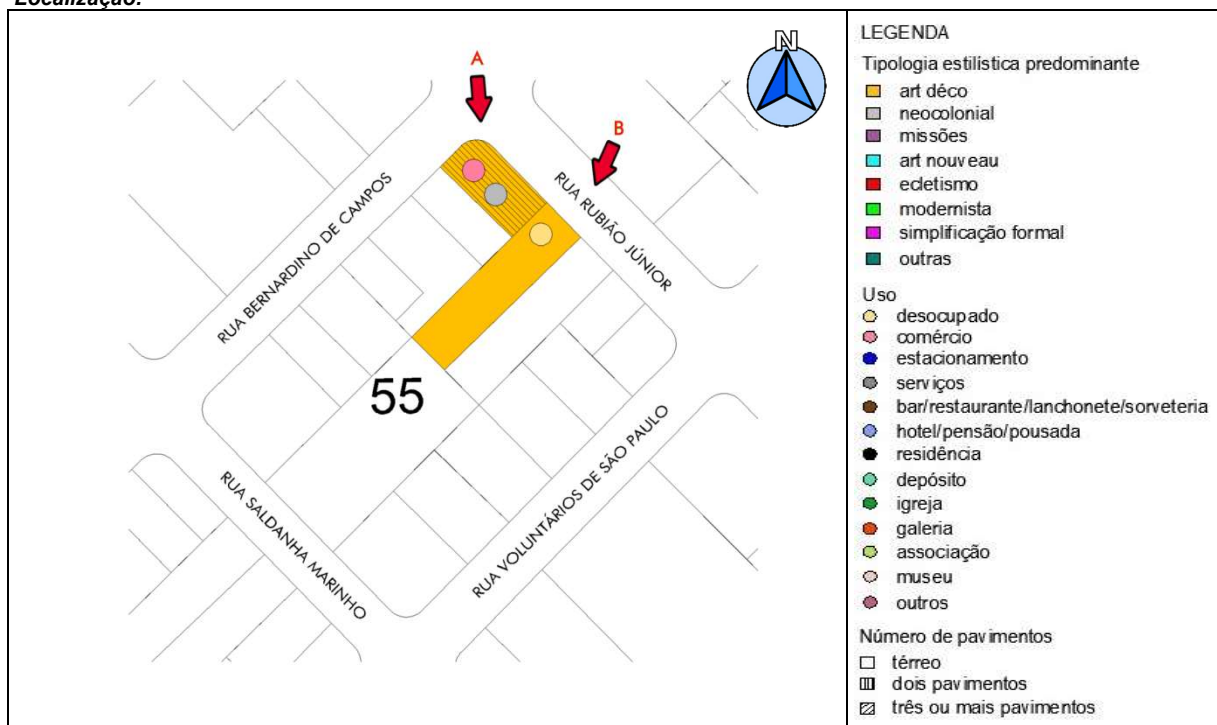 Localização:
N
A
B
RUA BERNARDINO DE CAMPOS
RUA RUBIÃO JÚNIOR
55
RUA SALDANHA MARINHO
RUA VOLUNTÁRIOS DE SÃO PAULO
LEGENDA
Tipologia estilística predominante
art déco
neocolonial
missões
art nouveau
ecletismo
modernista
simplificação formal
outras
Uso
desocupado
comércio
estacionamento
serviços
bar/restaurante/lanchonete/sorveteria
hotel/pensão/pousada
residência
depósito
igreja
galeria
associação
museu
outros
Número de pavimentos
térreo
dois pavimentos
três ou mais pavimentos